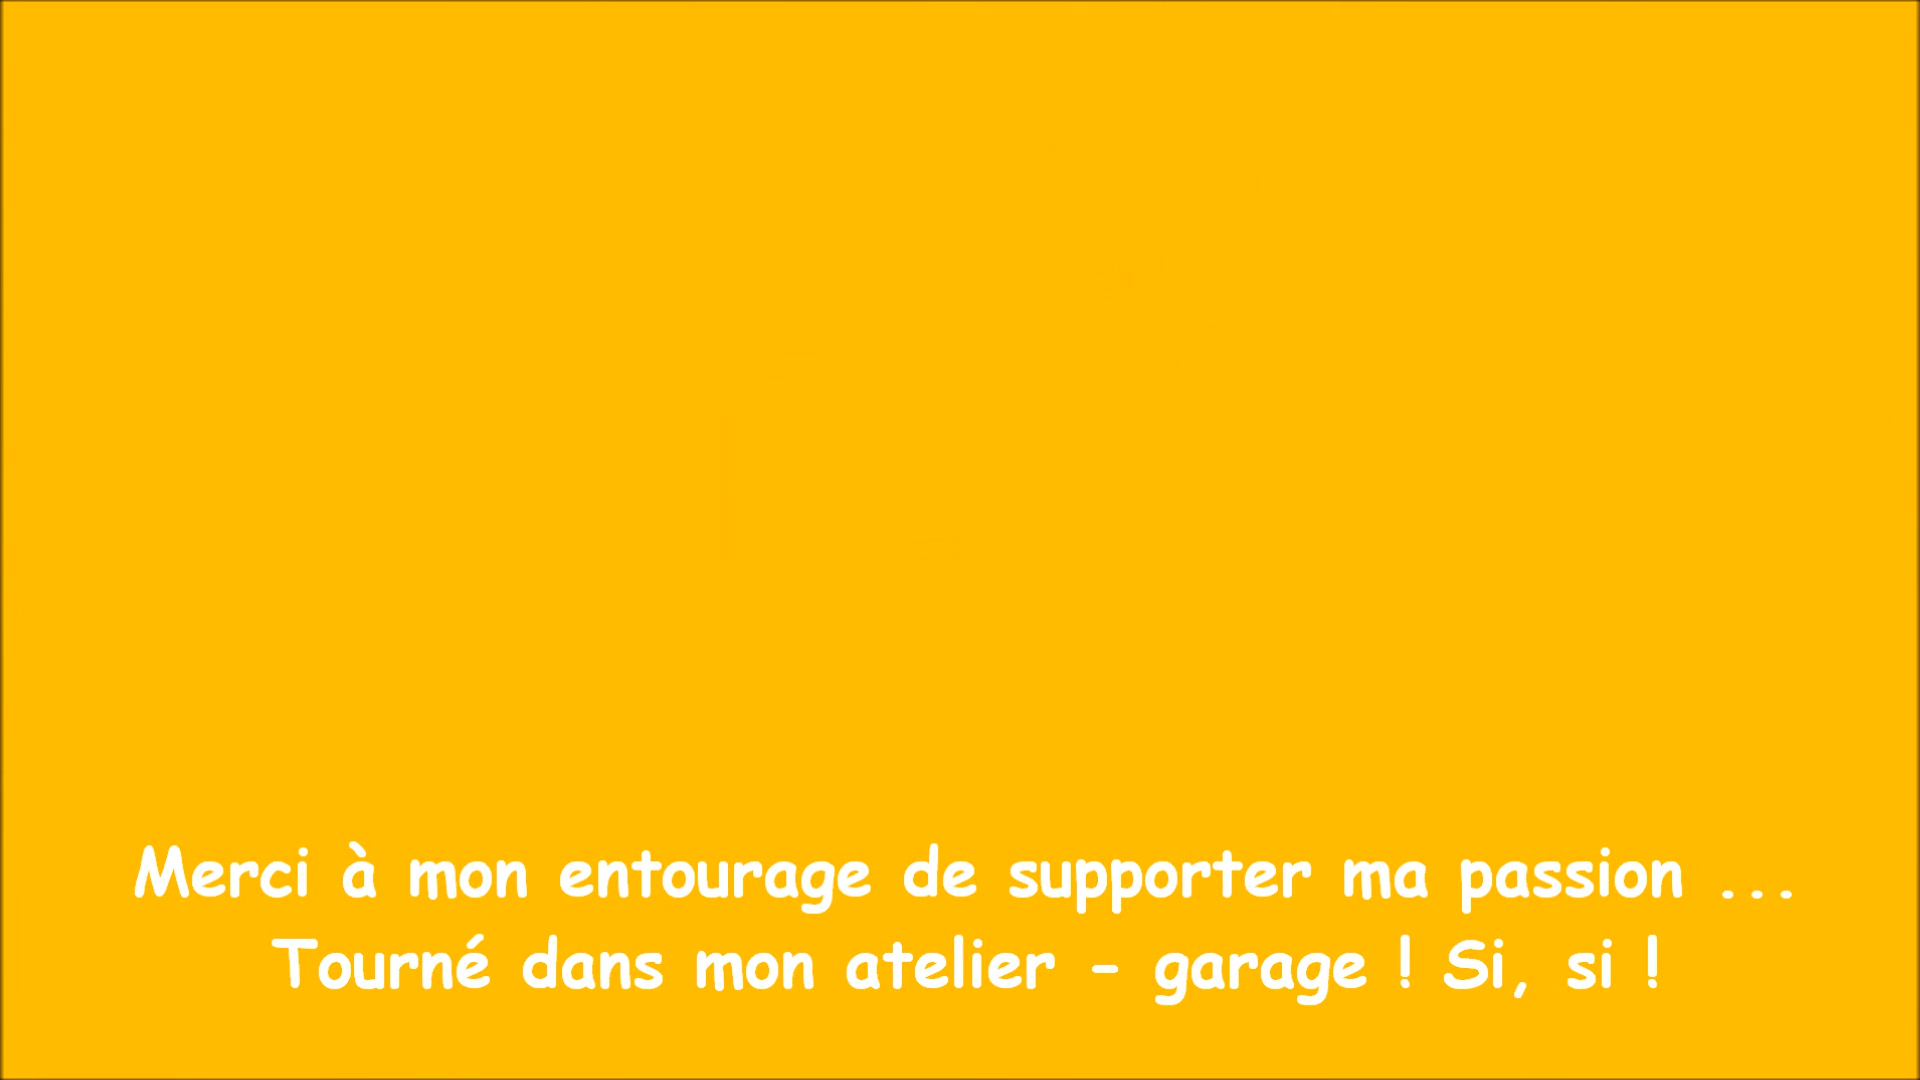 Merci à mon entourage de supporter ma passion ...
Tourné dans mon atelier - garage ! Si, si !